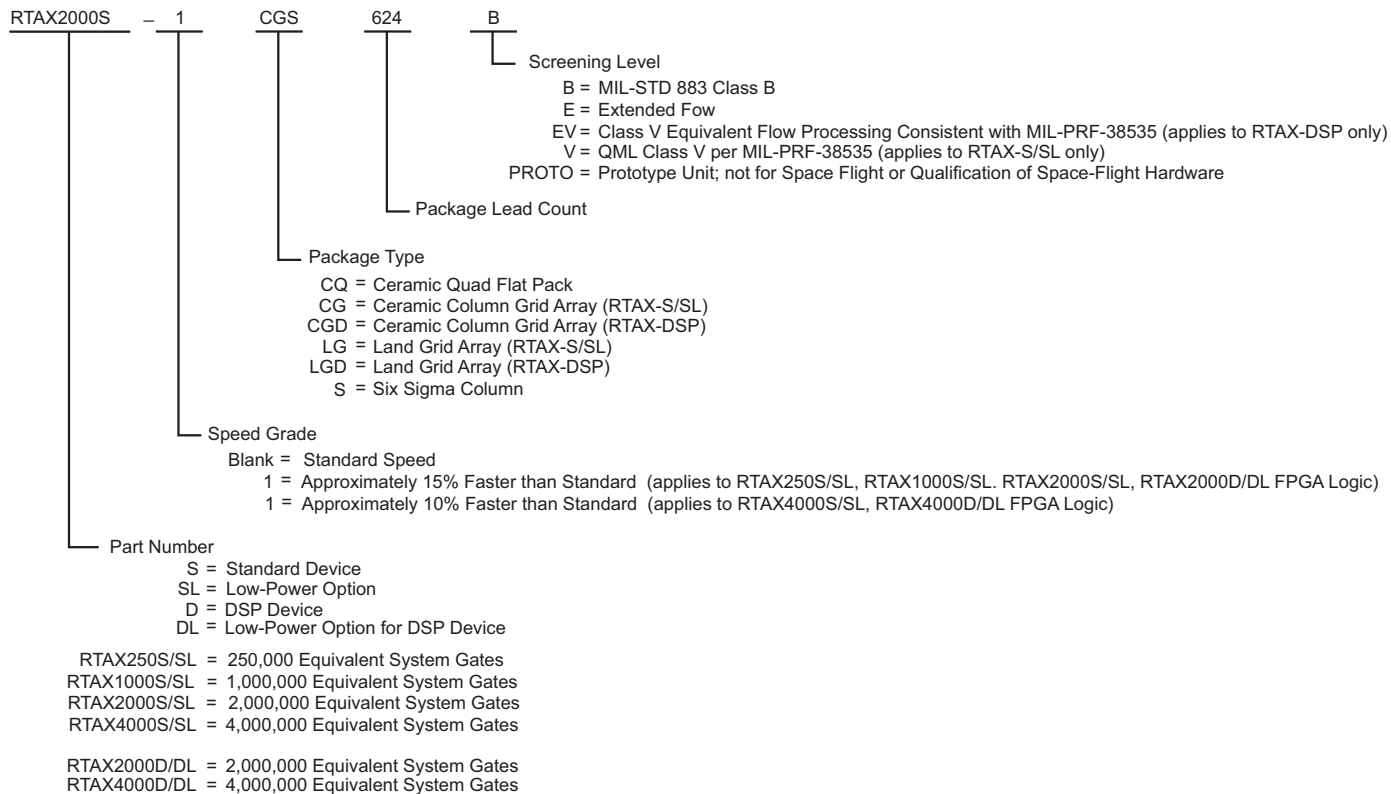 RTAX2000S – 1 CGS 624 B
Screening Level
B = MIL-STD 883 Class B
E = Extended Fow
EV = Class V Equivalent Flow Processing Consistent with MIL-PRF-38535 (applies to RTAX-DSP only)
V = QML Class V per MIL-PRF-38535 (applies to RTAX-S/SL only)
PROTO = Prototype Unit; not for Space Flight or Qualification of Space-Flight Hardware
Package Lead Count
Package Type
CQ = Ceramic Quad Flat Pack
CG = Ceramic Column Grid Array (RTAX-S/SL)
CGD = Ceramic Column Grid Array (RTAX-DSP)
LG = Land Grid Array (RTAX-S/SL)
LGD = Land Grid Array (RTAX-DSP)
S = Six Sigma Column
Speed Grade
Blank = Standard Speed
1 = Approximately 15% Faster than Standard (applies to RTAX250S/SL, RTAX1000S/SL. RTAX2000S/SL, RTAX2000D/DL FPGA Logic)
1 = Approximately 10% Faster than Standard (applies to RTAX4000S/SL, RTAX4000D/DL FPGA Logic)
Part Number
S = Standard Device
SL = Low-Power Option
D = DSP Device
DL = Low-Power Option for DSP Device
RTAX250S/SL = 250,000 Equivalent System Gates
RTAX1000S/SL = 1,000,000 Equivalent System Gates
RTAX2000S/SL = 2,000,000 Equivalent System Gates
RTAX4000S/SL = 4,000,000 Equivalent System Gates
RTAX2000D/DL = 2,000,000 Equivalent System Gates
RTAX4000D/DL = 4,000,000 Equivalent System Gates